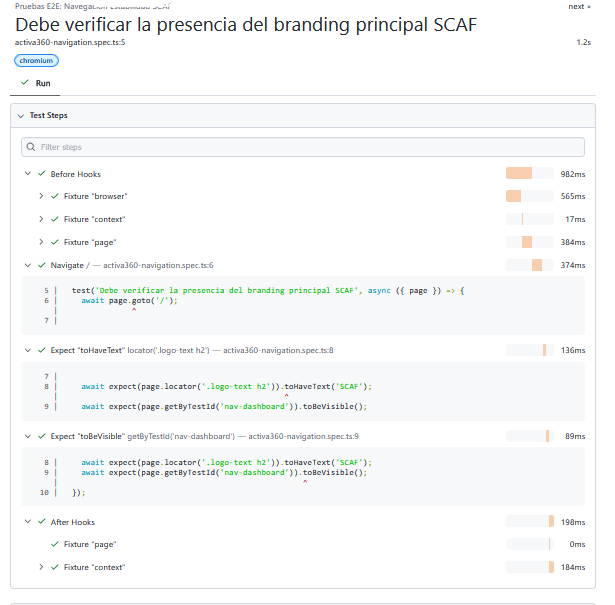 Pruebas E2E: Navegación
next »
Debe verificar la presencia del branding principal SCAF
activa360-navigation.spec.ts:5
1.2s
chromium
Run
Test Steps
Filter steps
Before Hooks 982ms
Fixture "browser" 565ms
Fixture "context" 17ms
Fixture "page" 384ms
Navigate / — activa360-navigation.spec.ts:6 374ms
5 | test('Debe verificar la presencia del branding principal SCAF', async ({ page }) => {
6 | await page.goto('/');
| ^
7 |
Expect "toHaveText" locator('.logo-text h2') — activa360-navigation.spec.ts:8 136ms
7 |
8 | await expect(page.locator('.logo-text h2')).toHaveText('SCAF');
| ^
9 | await expect(page.getByTestId('nav-dashboard')).toBeVisible();
Expect "toBeVisible" getByTestId('nav-dashboard') — activa360-navigation.spec.ts:9 89ms
8 | await expect(page.locator('.logo-text h2')).toHaveText('SCAF');
9 | await expect(page.getByTestId('nav-dashboard')).toBeVisible();
| ^
10 | });
After Hooks 198ms
Fixture "page" 0ms
Fixture "context" 184ms